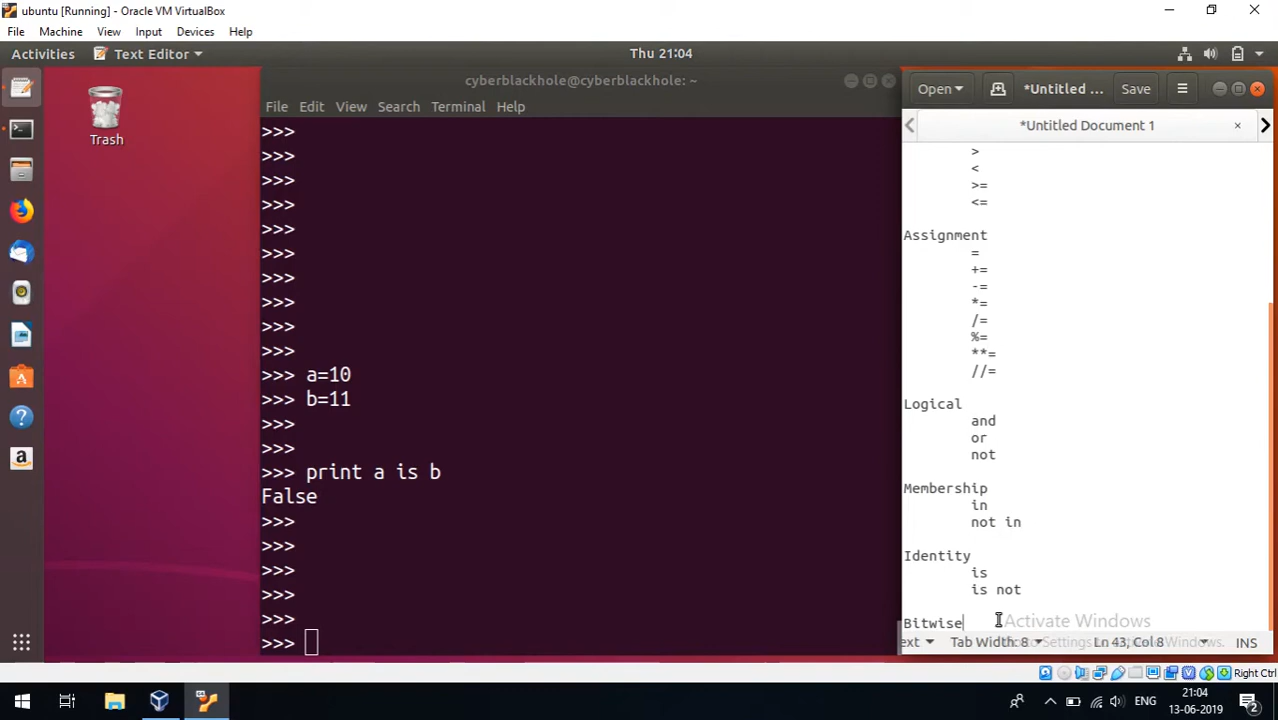 ubuntu [Running] - Oracle VM VirtualBox
File Machine View Input Devices Help
Activities Text Editor Thu 21:04
Trash
cyberblackhole@cyberblackhole: ~
File Edit View Search Terminal Help
>>>
>>>
>>>
>>>
>>>
>>>
>>>
>>>
>>>
>>>
>>> a=10
>>> b=11
>>>
>>>
>>> print a is b
False
>>>
>>>
>>>
>>>
>>>
>>>
Open *Untitled ... Save
*Untitled Document 1
>
<
>=
<=
Assignment
=
+=
-=
*=
/=
%=
**=
//=
Logical
and
or
not
Membership
in
not in
Identity
is
is not
Bitwise
Activate Windows
ext Tab Width: 8 Ln 43, Col 8 INS
Right Ctrl
ENG
21:04
13-06-2019
2